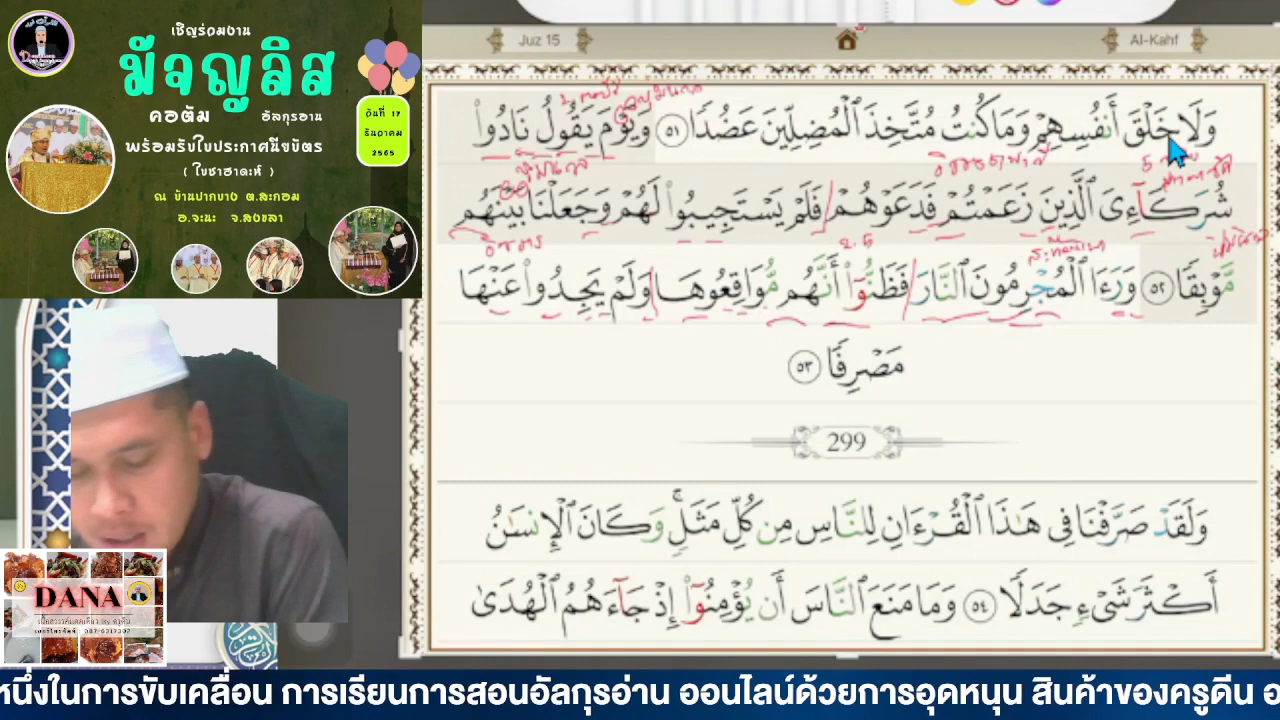 เชิญร่วมงาน
มัจญลิส
คอตัม อัลกุรอาน
พร้อมรับใบประกาศนียบัตร
( ใบชาฮาดะห์ )
ณ บ้านปากบาง ต.สะกอม
อ.จะนะ จ.สงขลา
วันที่ 17
ธันวาคม
2565
Juz 15
Al-Kahf
وَلَا خَلْقَ أَنفُسِهِمْ وَمَا كُنتُ مُتَّخِذَ ٱلْمُضِلِّينَ عَضُدًا ٥١ وَيَوْمَ يَقُولُ نَادُوا۟
شُرَكَآءِىَ ٱلَّذِينَ زَعَمْتُمْ فَدَعَوْهُمْ فَلَمْ يَسْتَجِيبُوا۟ لَهُمْ وَجَعَلْنَا بَيْنَهُم
مَّوْبِقًا ٥٢ وَرَءَا ٱلْمُجْرِمُونَ ٱلنَّارَ فَظَنُّوٓا۟ أَنَّهُم مُّوَاقِعُوهَا وَلَمْ يَجِدُوا۟ عَنْهَا
مَصْرِفًا ٥٣
299
وَلَقَدْ صَرَّفْنَا فِى هَـٰذَا ٱلْقُرْءَانِ لِلنَّاسِ مِن كُلِّ مَثَلٍ ۚ وَكَانَ ٱلْإِنسَـٰنُ
أَكْثَرَ شَىْءٍ جَدَلًا ٥٤ وَمَا مَنَعَ ٱلنَّاسَ أَن يُؤْمِنُوٓا۟ إِذْ جَآءَهُمُ ٱلْهُدَىٰ
DANA
หนึ่งในการขับเคลื่อน การเรียนการสอนอัลกุรอ่าน ออนไลน์ด้วยการอุดหนุน สินค้าของครูดีน อ